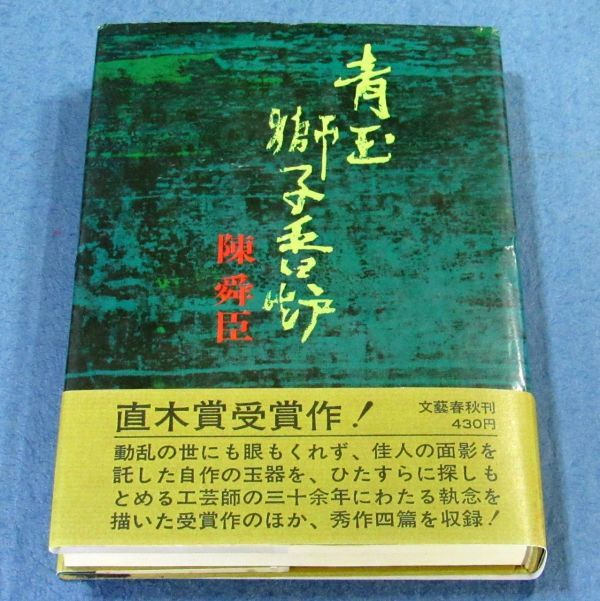 青玉
獅子香炉
陳舜臣
直木賞受賞作！
文藝春秋刊
430円
動乱の世にも眼もくれず、佳人の面影を
託した自作の玉器を、ひたすらに探しも
とめる工芸師の三十余年にわたる執念を
描いた受賞作のほか、秀作四篇を収録！